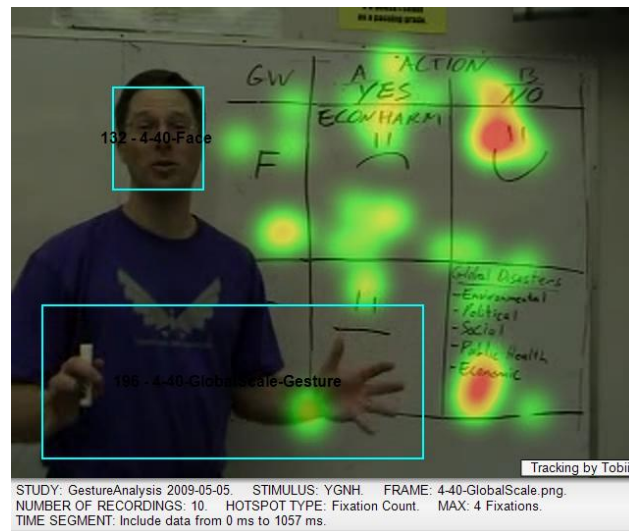 as a passing grade.
GW
ACTION
A
YES
B
NO
ECON HARM
132 - 4-40-Face
F
Global Disasters
- Environmental
- Political
- Social
- Public Health
- Economic
196 - 4-40-GlobalScale-Gesture
Tracking by Tobii
STUDY: GestureAnalysis 2009-05-05. STIMULUS: YGNH. FRAME: 4-40-GlobalScale.png.
NUMBER OF RECORDINGS: 10. HOTSPOT TYPE: Fixation Count. MAX: 4 Fixations.
TIME SEGMENT: Include data from 0 ms to 1057 ms.